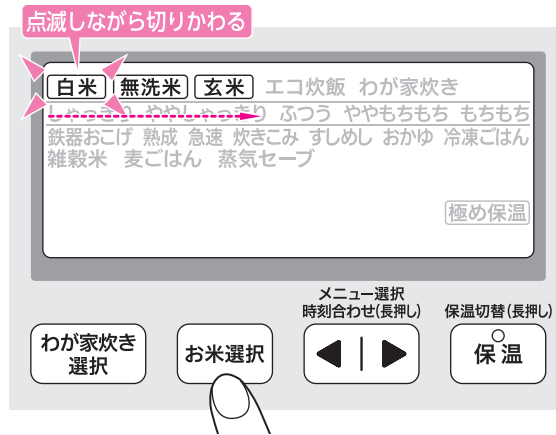 点滅しながら切りかわる
白米 無洗米 玄米 エコ炊飯 わが家炊き
しゃっきり ややしゃっきり ふつう ややもちもち もちもち
鉄器おこげ 熟成 急速 炊きこみ すしめし おかゆ 冷凍ごはん
雑穀米 麦ごはん 蒸気セーブ
極め保温
メニュー選択
時刻合わせ(長押し) 保温切替(長押し)
わが家炊き
選択
お米選択
保温